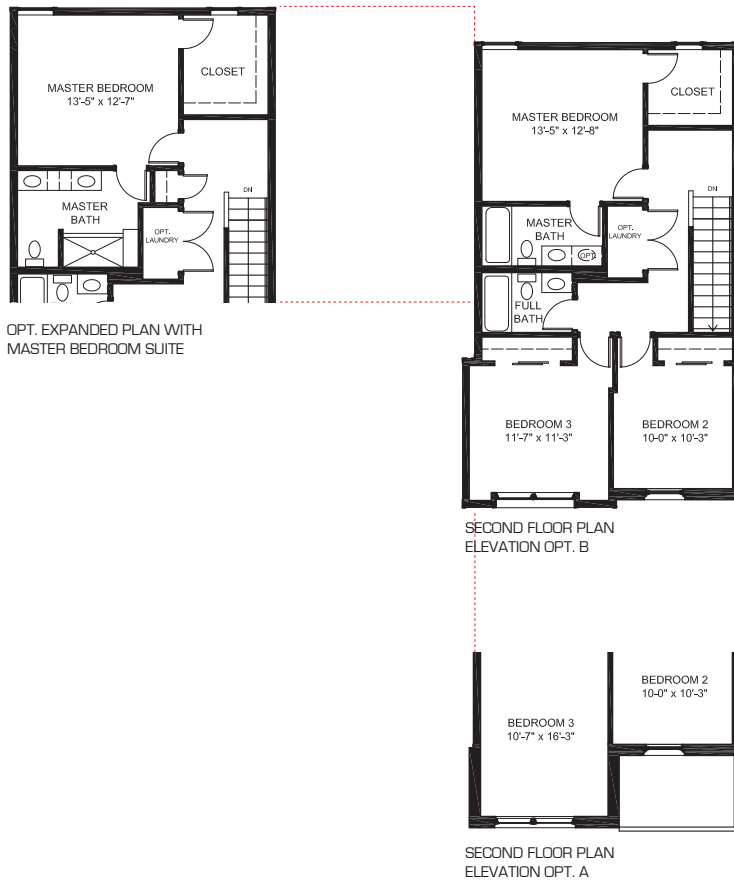 MASTER BEDROOM
13'-5" x 12'-7"
CLOSET
MASTER
BATH
OPT.
LAUNDRY
DN
OPT. EXPANDED PLAN WITH
MASTER BEDROOM SUITE
MASTER BEDROOM
13'-5" x 12'-8"
CLOSET
DN
MASTER
BATH
OPT.
LAUNDRY
OPT.
FULL
BATH
BEDROOM 3
11'-7" x 11'-3"
BEDROOM 2
10-0" x 10'-3"
SECOND FLOOR PLAN
ELEVATION OPT. B
BEDROOM 2
10-0" x 10'-3"
BEDROOM 3
10'-7" x 16'-3"
SECOND FLOOR PLAN
ELEVATION OPT. A